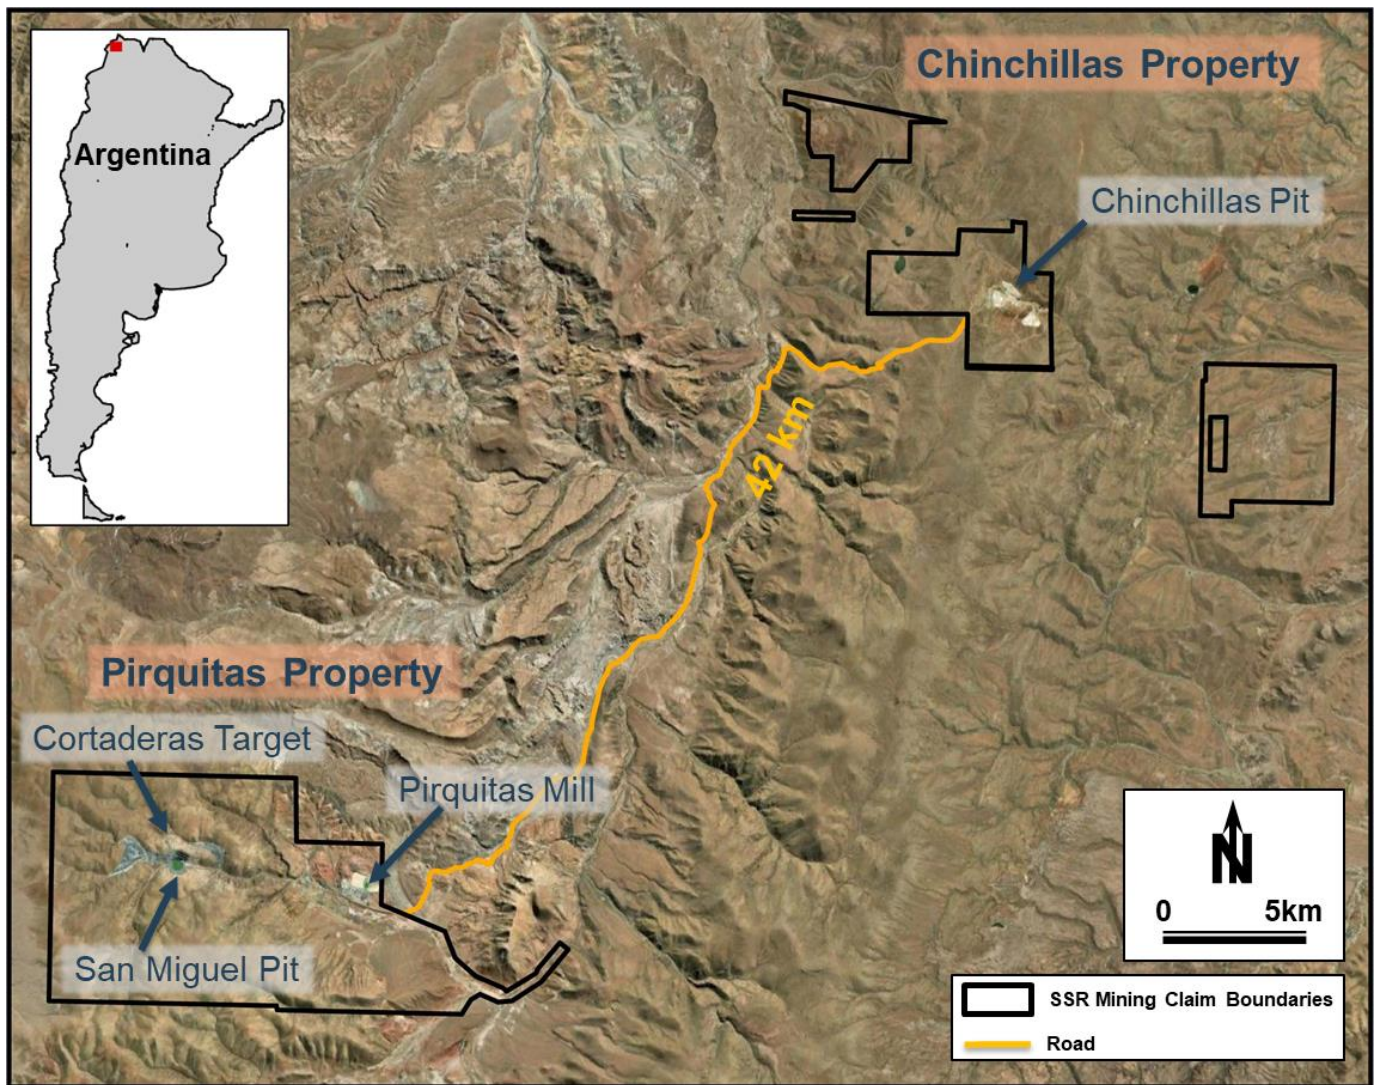 Argentina
Chinchillas Property
Chinchillas Pit
42 km
Pirquitas Property
Cortaderas Target
Pirquitas Mill
San Miguel Pit
N
0 5km
SSR Mining Claim Boundaries
Road